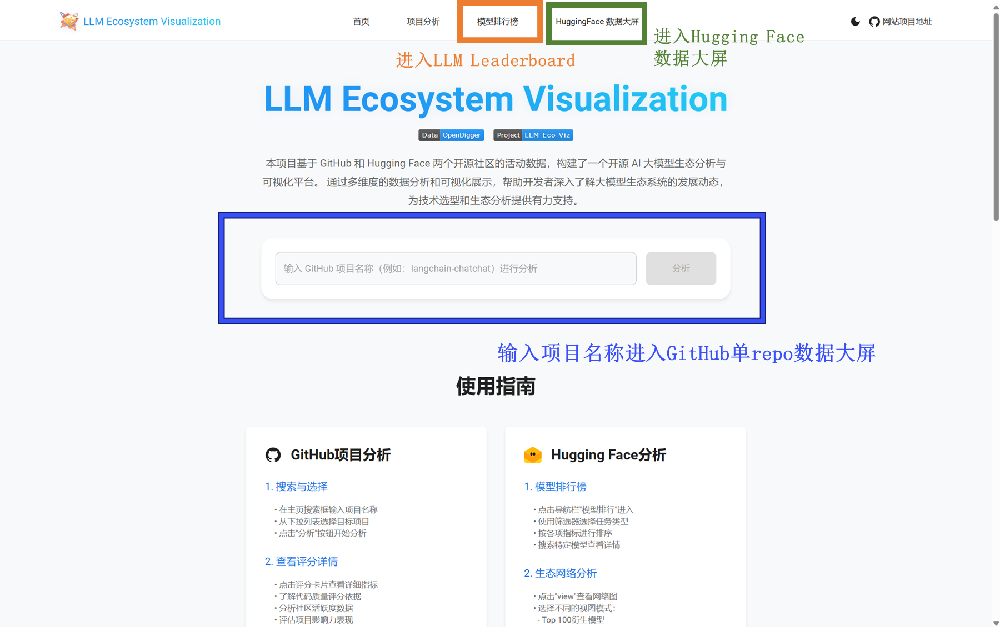 LLM Ecosystem Visualization
首页
项目分析
模型排行榜
HuggingFace 数据大屏
网站项目地址
进入Hugging Face
数据大屏
进入LLM Leaderboard
LLM Ecosystem Visualization
Data OpenDigger
Project LLM Eco Viz
本项目基于 GitHub 和 Hugging Face 两个开源社区的活动数据，构建了一个开源 AI 大模型生态分析与
可视化平台。 通过多维度的数据分析和可视化展示，帮助开发者深入了解大模型生态系统的发展动态，
为技术选型和生态分析提供有力支持。
输入 GitHub 项目名称（例如：langchain-chatchat）进行分析
分析
输入项目名称进入GitHub单repo数据大屏
使用指南
GitHub项目分析
1. 搜索与选择
• 在主页搜索框输入项目名称
• 从下拉列表选择目标项目
• 点击"分析"按钮开始分析
2. 查看评分详情
• 点击评分卡片查看详细指标
• 了解代码质量评分依据
• 分析社区活跃度数据
• 评估项目影响力表现
Hugging Face分析
1. 模型排行榜
• 点击导航栏"模型排行"进入
• 使用筛选器选择任务类型
• 按各项指标进行排序
• 搜索特定模型查看详情
2. 生态网络分析
• 点击"view"查看网络图
• 选择不同的视图模式：
- Top 100衍生模型